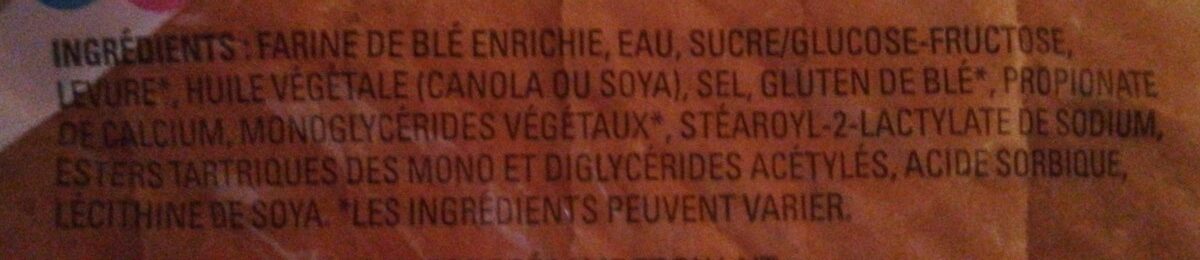 INGRÉDIENTS : FARINE DE BLÉ ENRICHIE, EAU, SUCRE/GLUCOSE-FRUCTOSE,
LEVURE*, HUILE VÉGÉTALE (CANOLA OU SOYA), SEL, GLUTEN DE BLÉ*, PROPIONATE
DE CALCIUM, MONOGLYCÉRIDES VÉGÉTAUX*, STÉAROYL-2-LACTYLATE DE SODIUM,
ESTERS TARTRIQUES DES MONO ET DIGLYCÉRIDES ACÉTYLÉS, ACIDE SORBIQUE,
LÉCITHINE DE SOYA. *LES INGRÉDIENTS PEUVENT VARIER.